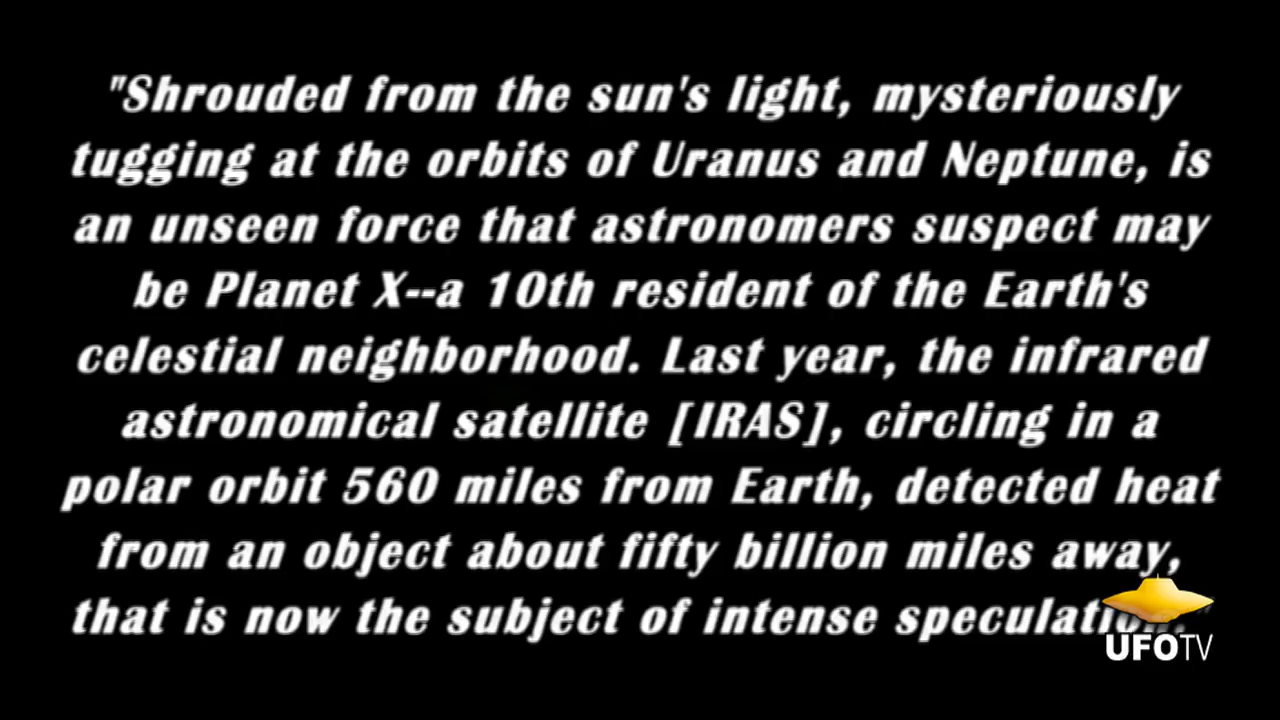 "Shrouded from the sun's light, mysteriously
tugging at the orbits of Uranus and Neptune, is
an unseen force that astronomers suspect may
be Planet X--a 10th resident of the Earth's
celestial neighborhood. Last year, the infrared
astronomical satellite [IRAS], circling in a
polar orbit 560 miles from Earth, detected heat
from an object about fifty billion miles away,
that is now the subject of intense speculation.
UFOTV